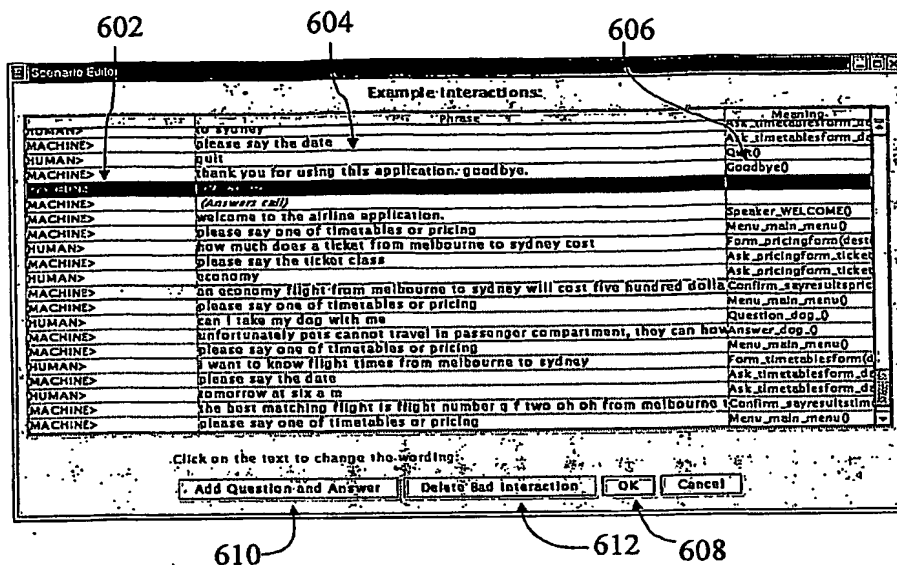 602 604 606
Scenario Editor
Example Interactions:
Phrase Meaning
HUMAN> to sydney Ask_timetablesform_de
MACHINE> please say the date Ask_timetablesform_da
HUMAN> quit Quit()
MACHINE> thank you for using this application. goodbye. Goodbye()
MACHINE> (Answers call)
MACHINE> welcome to the airline application. Speaker_WELCOME()
MACHINE> please say one of timetables or pricing Menu_main_menu()
HUMAN> how much does a ticket from melbourne to sydney cost Form_pricingform(desti
MACHINE> please say the ticket class Ask_pricingform_ticket
HUMAN> economy Ask_pricingform_ticket
MACHINE> an economy flight from melbourne to sydney will cost five hundred dolla Confirm_sayresultspric
MACHINE> please say one of timetables or pricing Menu_main_menu()
HUMAN> can I take my dog with me Question_dog_()
MACHINE> unfortunately pets cannot travel in passenger compartment, they can how Answer_dog_()
MACHINE> please say one of timetables or pricing Menu_main_menu()
HUMAN> i want to know flight times from melbourne to sydney Form_timetablesform(d
MACHINE> please say the date Ask_timetablesform_da
HUMAN> tomorrow at six a m Ask_timetablesform_da
MACHINE> the best matching flight is flight number q f two oh oh from melbourne t Confirm_sayresultstime
MACHINE> please say one of timetables or pricing Menu_main_menu()
Click on the text to change the wording.
Add Question and Answer Delete Bad Interaction OK Cancel
610 612 608